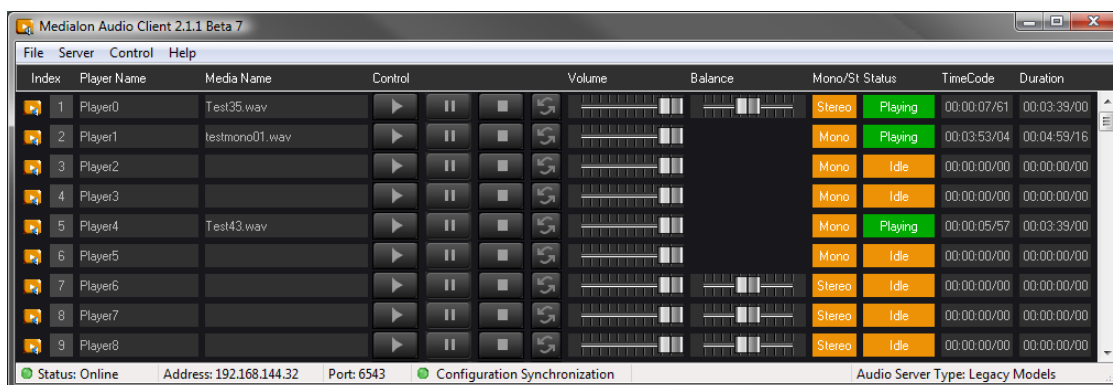 Medialon Audio Client 2.1.1 Beta 7
File Server Control Help
Index Player Name Media Name Control Volume Balance Mono/St Status TimeCode Duration
1 Player0 Test35.wav Stereo Playing 00:00:07/61 00:03:39/00
2 Player1 testmono01.wav Mono Playing 00:03:53/04 00:04:59/16
3 Player2 Mono Idle 00:00:00/00 00:00:00/00
4 Player3 Mono Idle 00:00:00/00 00:00:00/00
5 Player4 Test43.wav Mono Playing 00:00:05/57 00:03:39/00
6 Player5 Mono Idle 00:00:00/00 00:00:00/00
7 Player6 Stereo Idle 00:00:00/00 00:00:00/00
8 Player7 Stereo Idle 00:00:00/00 00:00:00/00
9 Player8 Stereo Idle 00:00:00/00 00:00:00/00
Status: Online Address: 192.168.144.32 Port: 6543 Configuration Synchronization Audio Server Type: Legacy Models